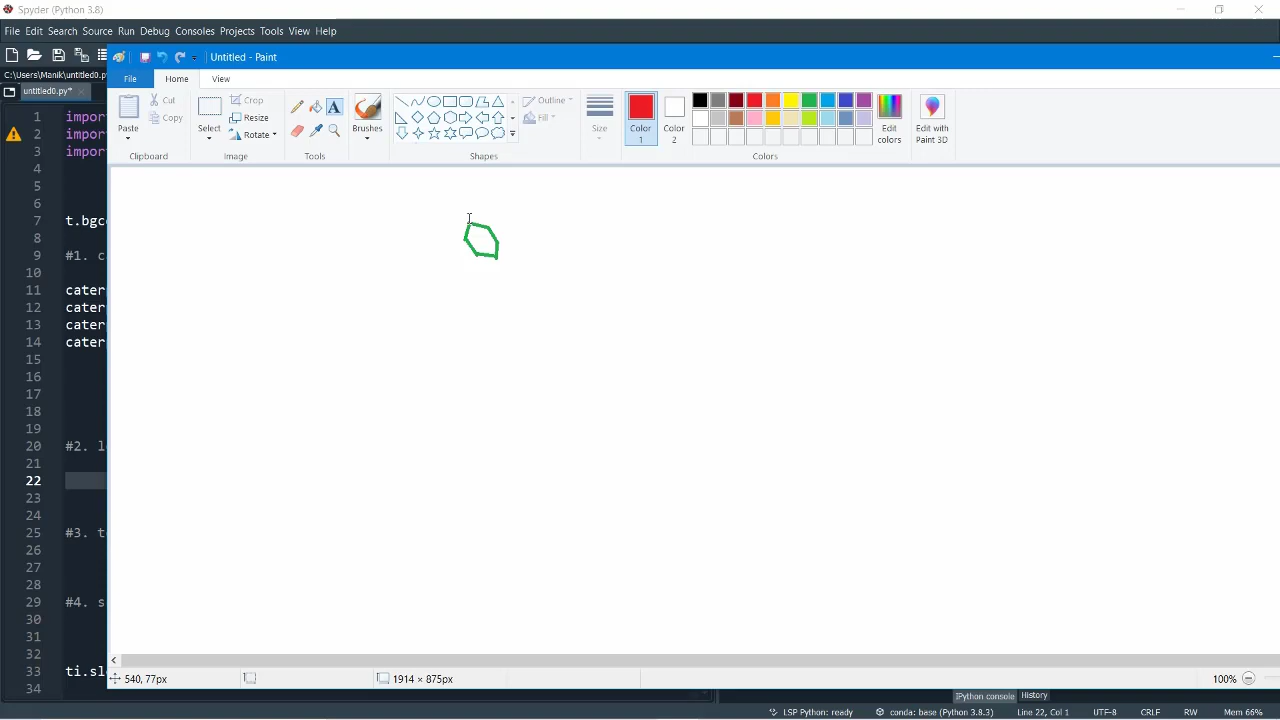 Spyder (Python 3.8)
File Edit Search Source Run Debug Consoles Projects Tools View Help
Untitled - Paint
C:\Users\Manik\untitled0.p
File Home View
untitled0.py*
Cut Crop Outline
Copy Resize Fill
Paste Select Rotate Brushes Size Color 1 Color 2 Edit colors Edit with Paint 3D
Clipboard Image Tools Shapes Colors
1 impor
2 impor
3 impor
4
5
6
7 t.bgc
8
9 #1. c
10
11 cater
12 cater
13 cater
14 cater
15
16
17
18
19
20 #2. l
21
22
23
24
25 #3. t
26
27
28
29 #4. s
30
31
32
33 ti.sl
34
540, 77px 1914 × 875px 100%
IPython console History
LSP Python: ready conda: base (Python 3.8.3) Line 22, Col 1 UTF-8 CRLF RW Mem 66%